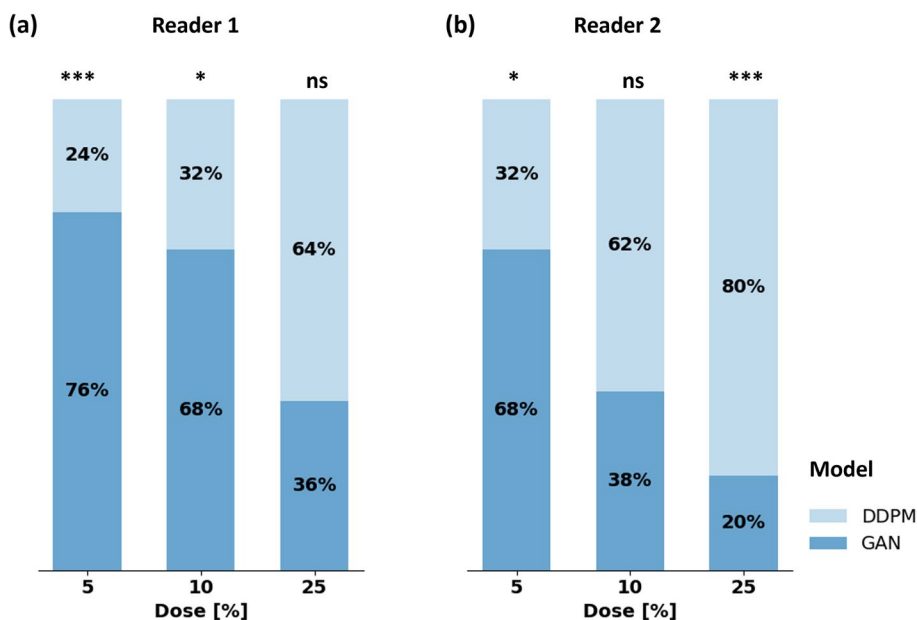 (a)
Reader 1
***
*
ns
24%
32%
64%
76%
68%
36%
5
10
25
Dose [%]
(b)
Reader 2
*
ns
***
32%
62%
80%
68%
38%
20%
5
10
25
Dose [%]
Model
DDPM
GAN